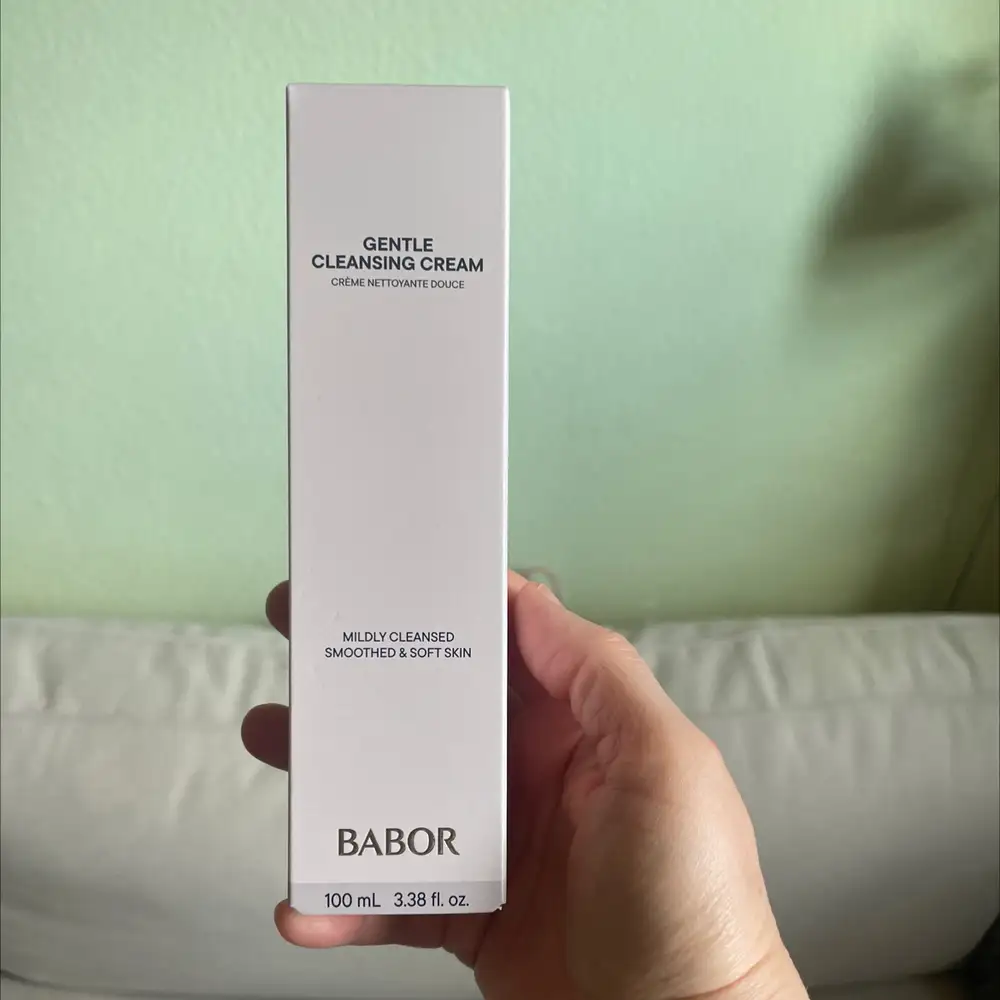 GENTLE
CLEANSING CREAM
CRÈME NETTOYANTE DOUCE
MILDLY CLEANSED
SMOOTHED & SOFT SKIN
BABOR
100 mL 3.38 fl. oz.